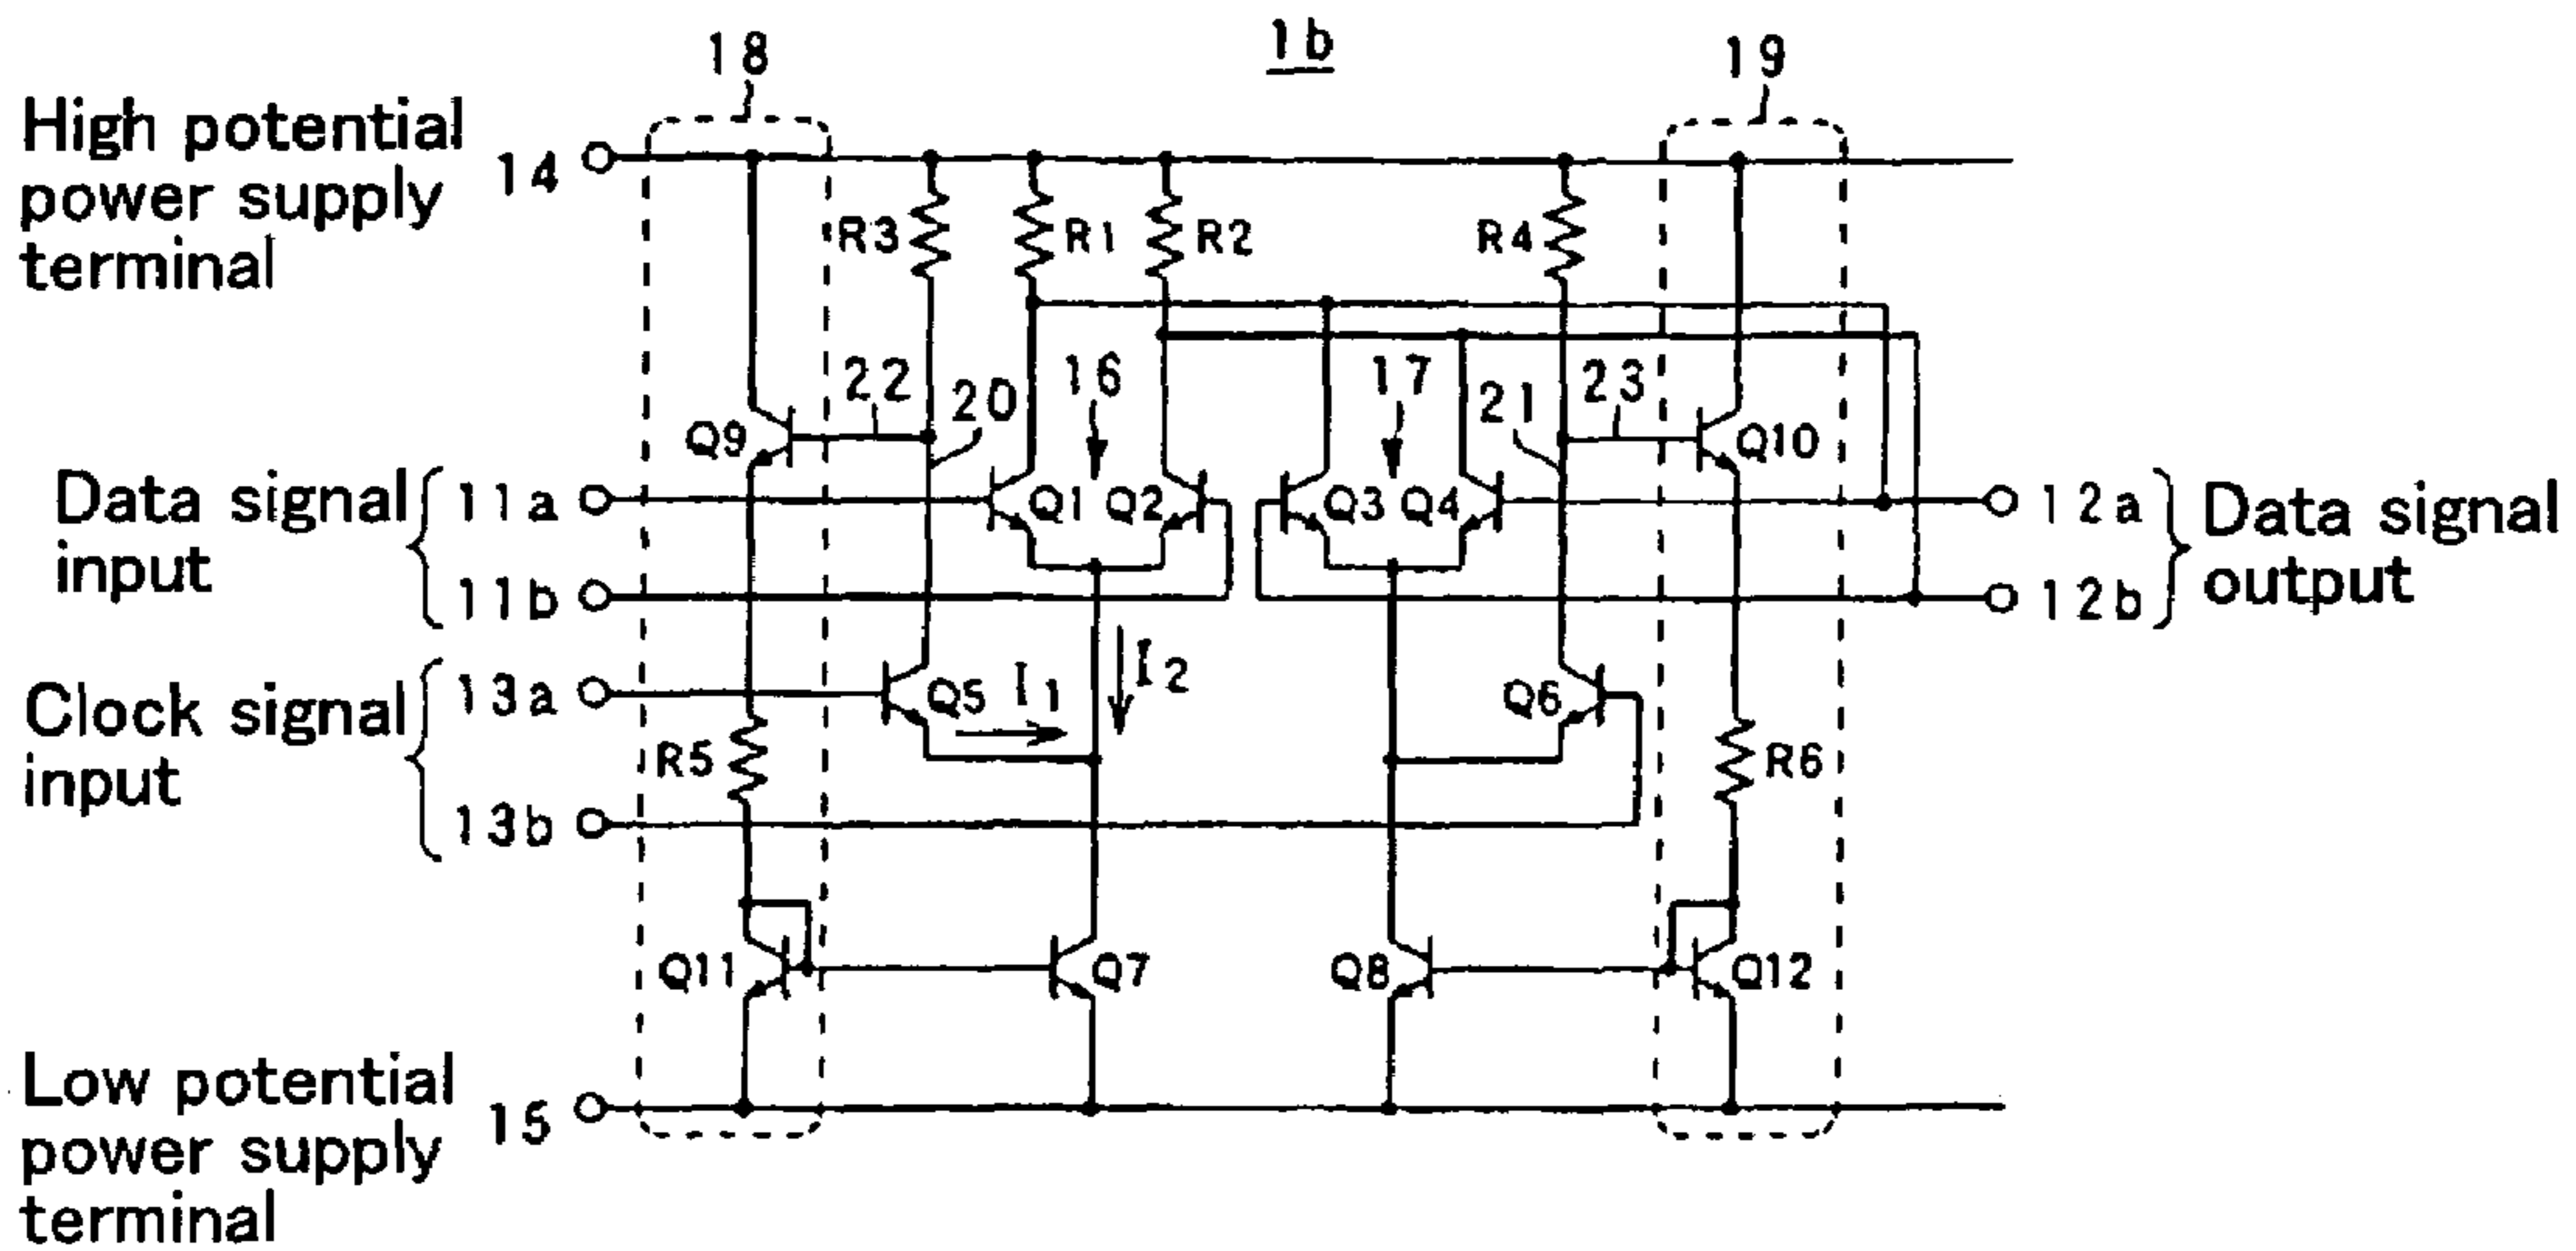 1b
18
19
High potential
power supply
terminal
14
R3
R1
R2
R4
22
20
16
17
21
23
Q9
Q10
Data signal
input
11a
11b
Q1
Q2
Q3
Q4
12a
12b
Data signal
output
Clock signal
input
13a
13b
Q5
I1
I2
Q6
R5
R6
Q11
Q7
Q8
Q12
Low potential
power supply
terminal
15